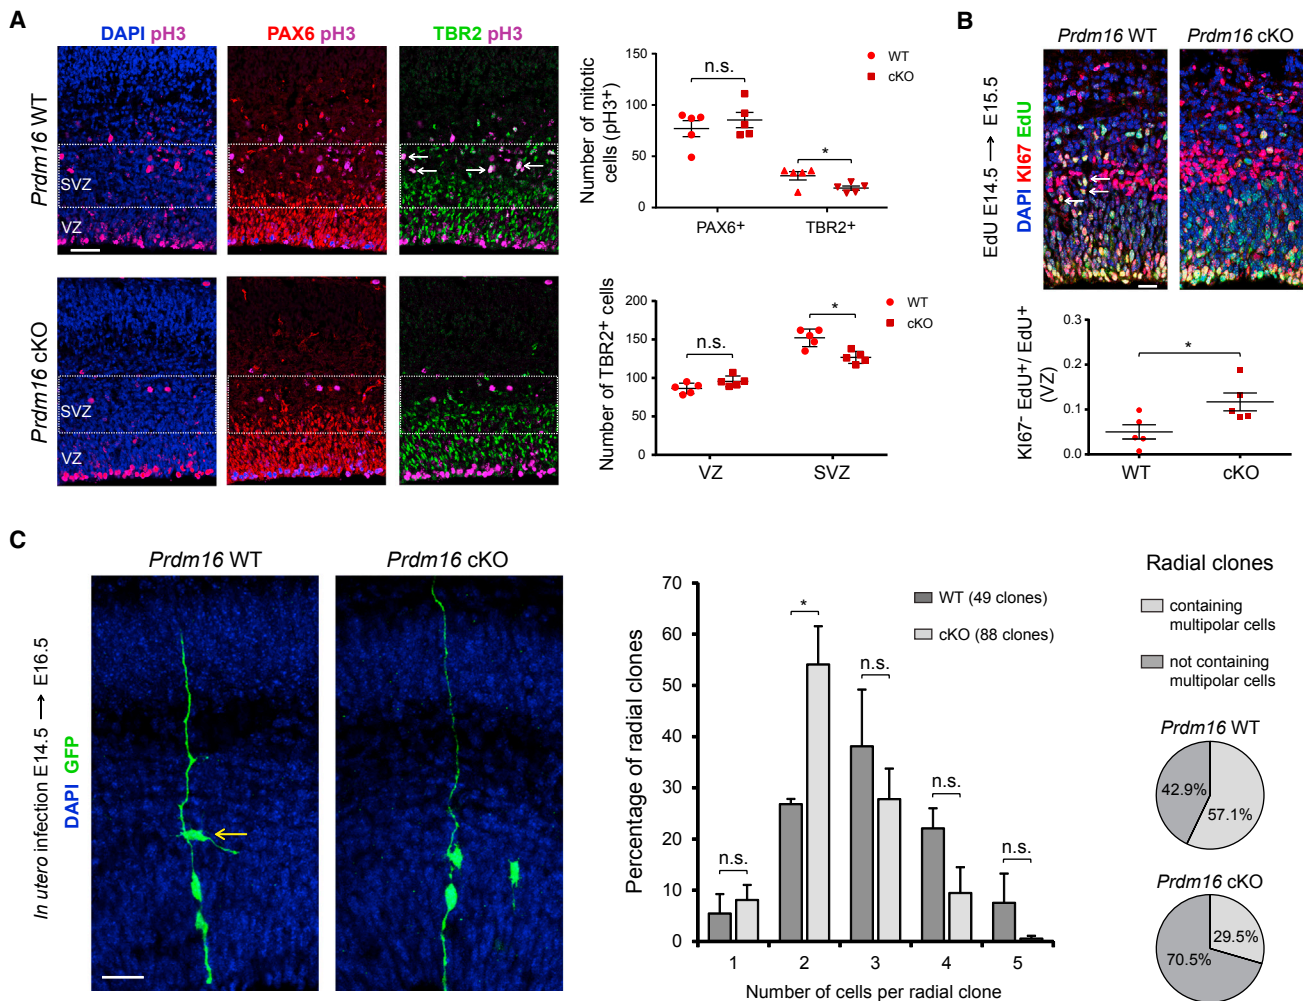 A
DAPI pH3
PAX6 pH3
TBR2 pH3
Prdm16 WT
SVZ
VZ
Prdm16 cKO
SVZ
VZ
Number of mitotic
cells (pH3+)
150
100
50
0
n.s.
*
WT
cKO
PAX6+
TBR2+
Number of TBR2+ cells
200
150
100
50
0
n.s.
*
WT
cKO
VZ
SVZ
B
Prdm16 WT
Prdm16 cKO
EdU E14.5 → E15.5
DAPI KI67 EdU
KI67⁻ EdU⁺/ EdU⁺
(VZ)
0.3
0.2
0.1
0.0
*
WT
cKO
C
Prdm16 WT
Prdm16 cKO
In utero infection E14.5 → E16.5
DAPI GFP
Percentage of radial clones
70
60
50
40
30
20
10
0
n.s.
*
n.s.
n.s.
n.s.
WT (49 clones)
cKO (88 clones)
1
2
3
4
5
Number of cells per radial clone
Radial clones
containing
multipolar cells
not containing
multipolar cells
Prdm16 WT
42.9%
57.1%
Prdm16 cKO
29.5%
70.5%